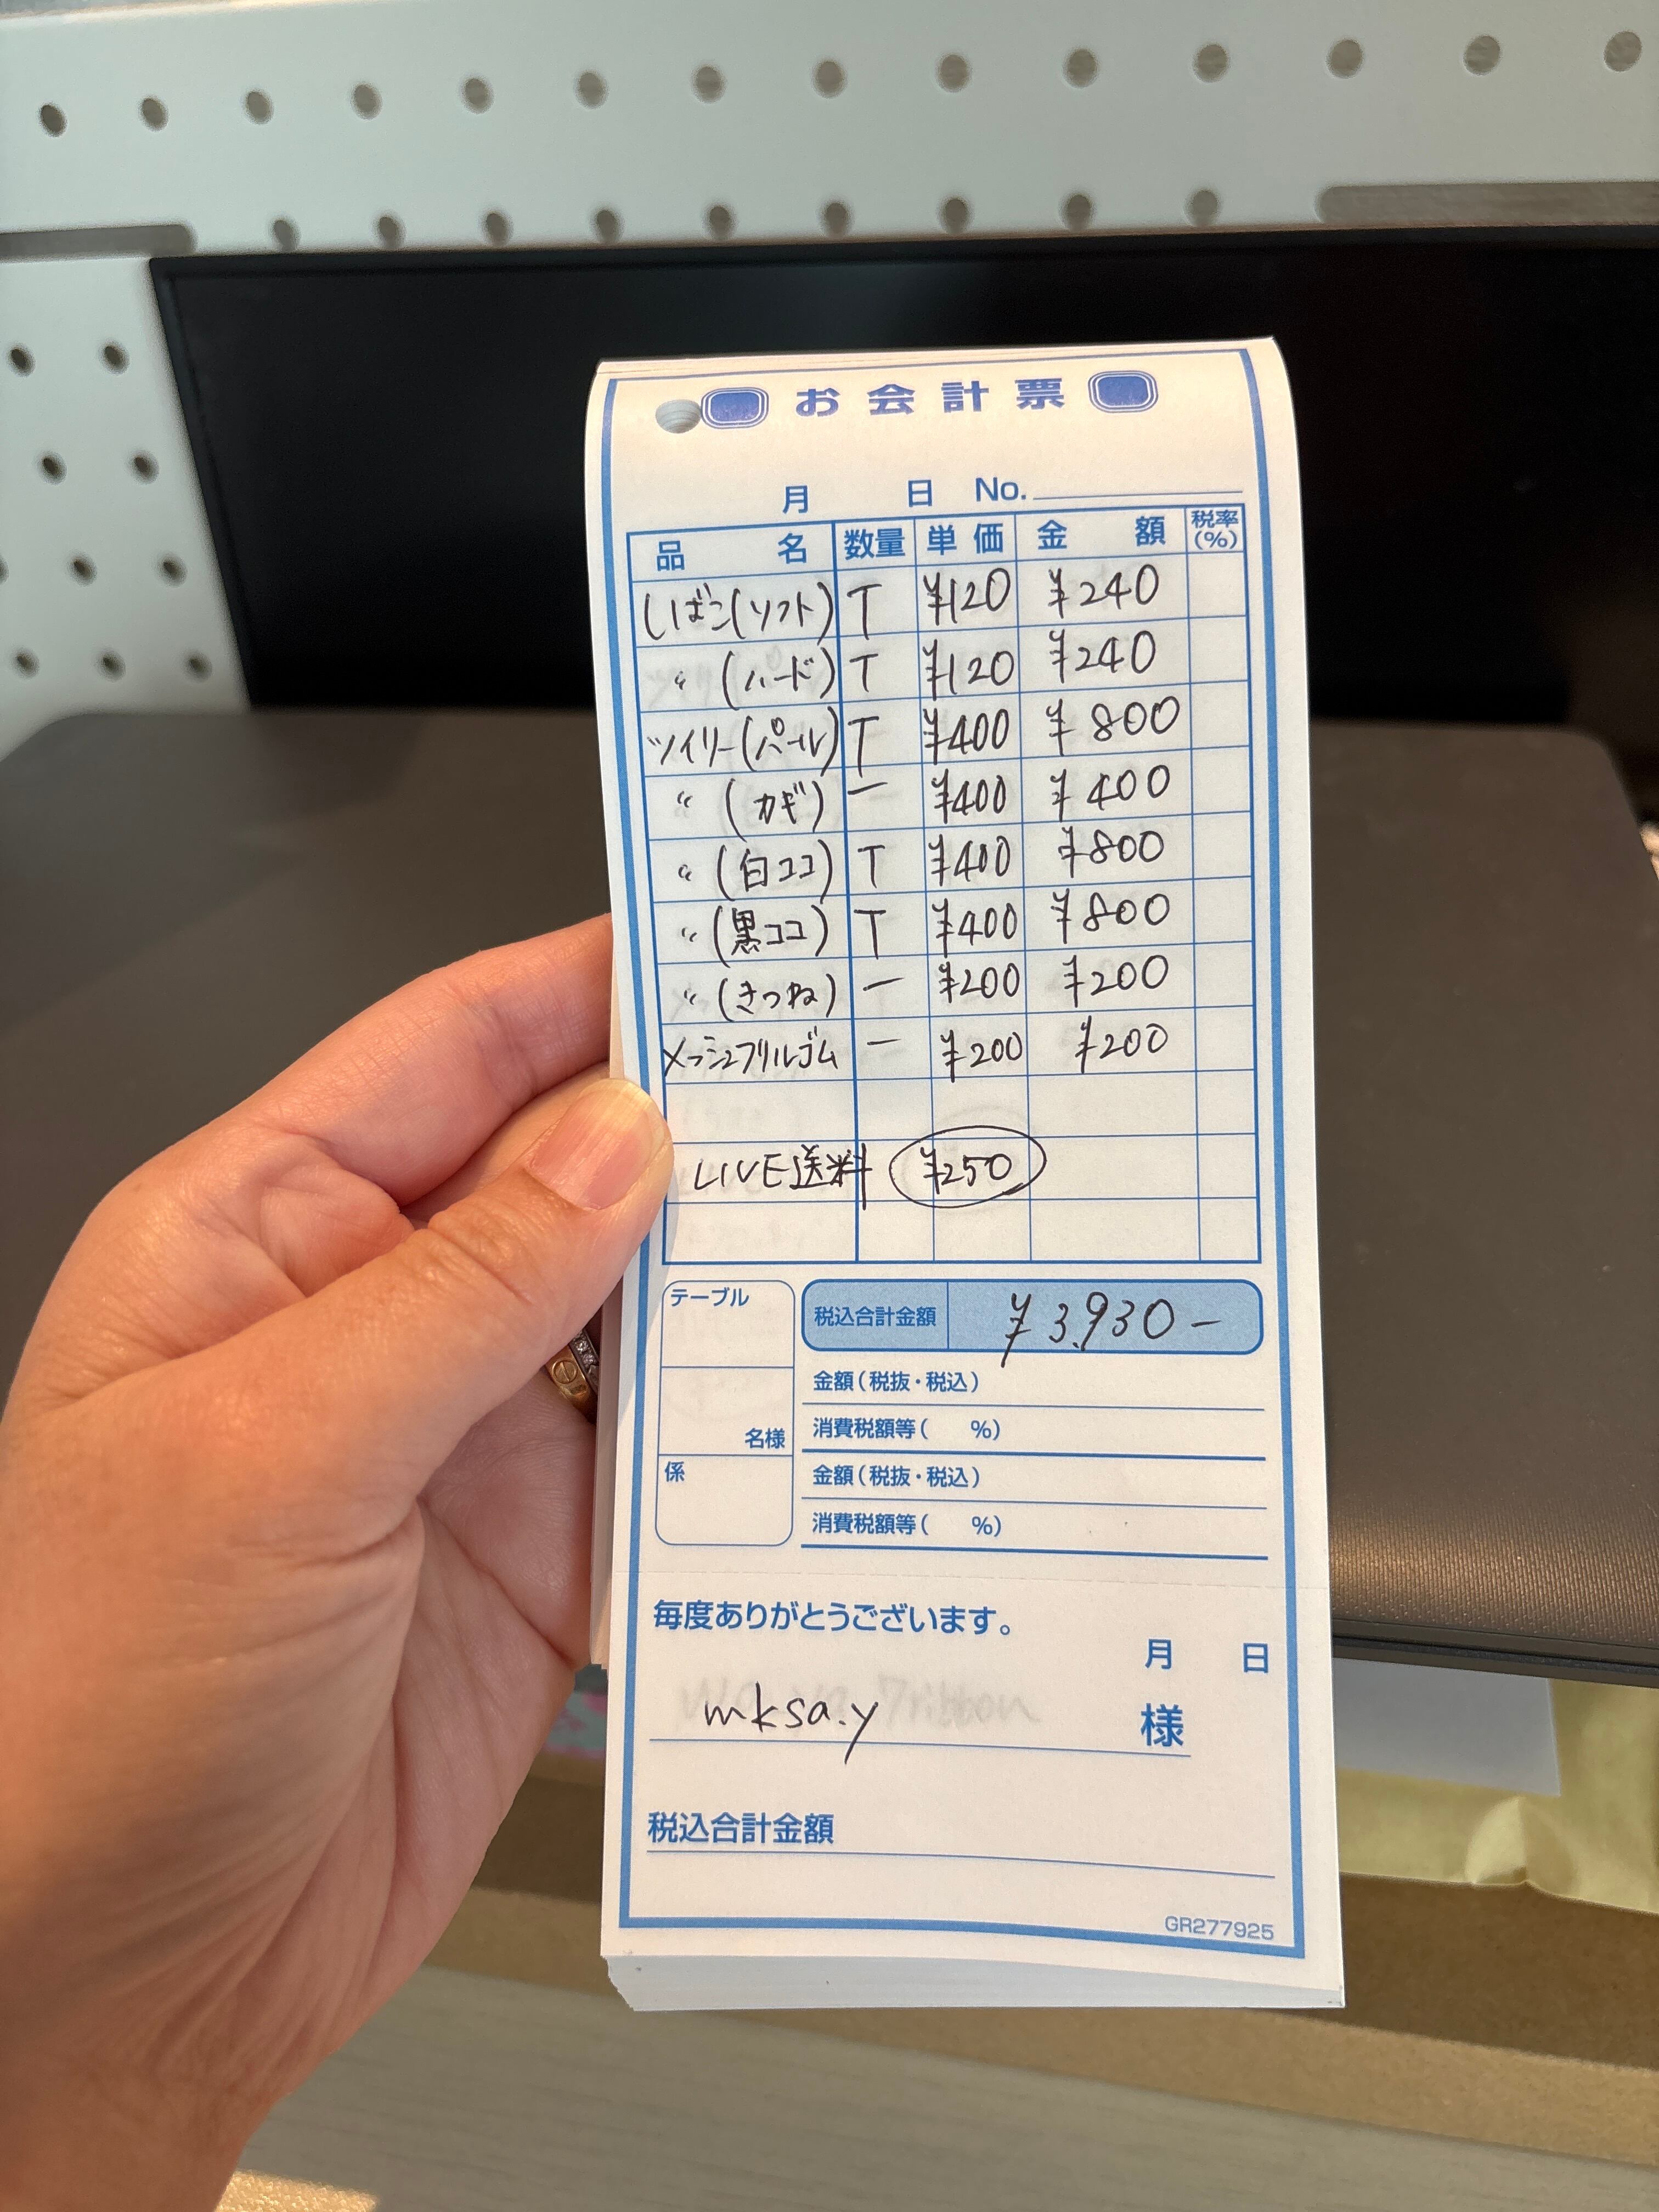 お会計票
月 日 No.
品名 数量 単価 金額 税率(%)
しばこ(ソフト) T ¥120 ¥240
〃 (ハード) T ¥120 ¥240
ツイリー(パール) T ¥400 ¥800
〃 (カギ) 一 ¥400 ¥400
〃 (白ココ) T ¥400 ¥800
〃 (黒ココ) T ¥400 ¥800
〃 (きつね) 一 ¥200 ¥200
メッシュフリルゴム 一 ¥200 ¥200
LIVE送料 ¥250
テーブル
税込合計金額 ¥3.930-
金額(税抜・税込)
名様
消費税額等( %)
係
金額(税抜・税込)
消費税額等( %)
毎度ありがとうございます。
月 日
mksa.y 様
税込合計金額
GR277925